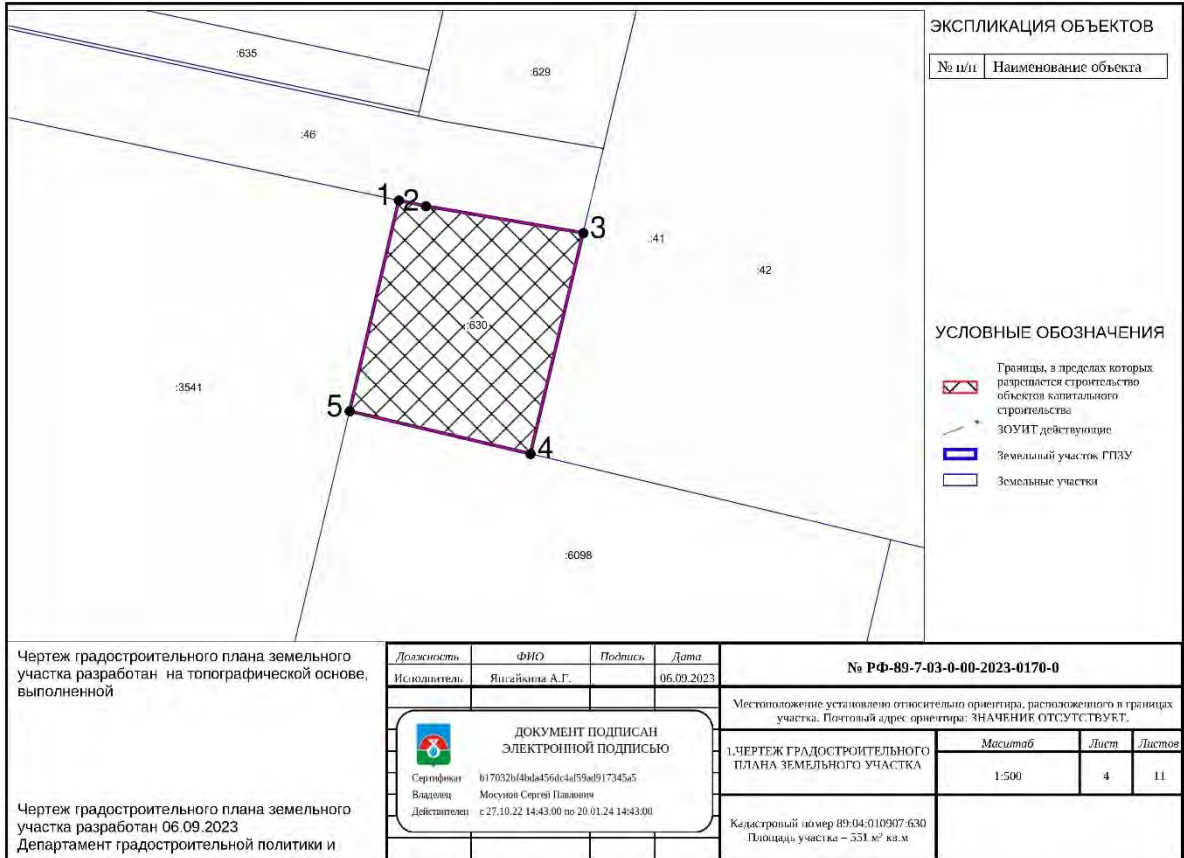 :635
:629
:46
1
2
3
:41
:42
:630
:3541
5
4
:6098
ЭКСПЛИКАЦИЯ ОБЪЕКТОВ
№ п/п Наименование объекта
УСЛОВНЫЕ ОБОЗНАЧЕНИЯ
Границы, в пределах которых
разрешается строительство
объектов капитального
строительства
ЗОУИТ действующие
Земельный участок ГПЗУ
Земельные участки
Чертеж градостроительного плана земельного
участка разработан на топографической основе,
выполненной
Чертеж градостроительного плана земельного
участка разработан 06.09.2023
Департамент градостроительной политики и
Должность ФИО Подпись Дата
Исполнитель А.Г. 06.09.2023
ДОКУМЕНТ ПОДПИСАН
ЭЛЕКТРОННОЙ ПОДПИСЬЮ
Сертификат b17032bf4bda456dc4af59ad917345a5
Владелец Мосунов Сергей Павлович
Действителен с 27.10.22 14:43:00 по 20.01.24 14:43:00
№ РФ-89-7-03-0-00-2023-0170-0
Местоположение установлено относительно ориентира, расположенного в границах
участка. Почтовый адрес ориентира: ЗНАЧЕНИЕ ОТСУТСТВУЕТ.
1.ЧЕРТЕЖ ГРАДОСТРОИТЕЛЬНОГО
ПЛАНА ЗЕМЕЛЬНОГО УЧАСТКА
Масштаб Лист Листов
1:500 4 11
Кадастровый номер 89:04:010907:630
Площадь участка – 551 м² кв.м